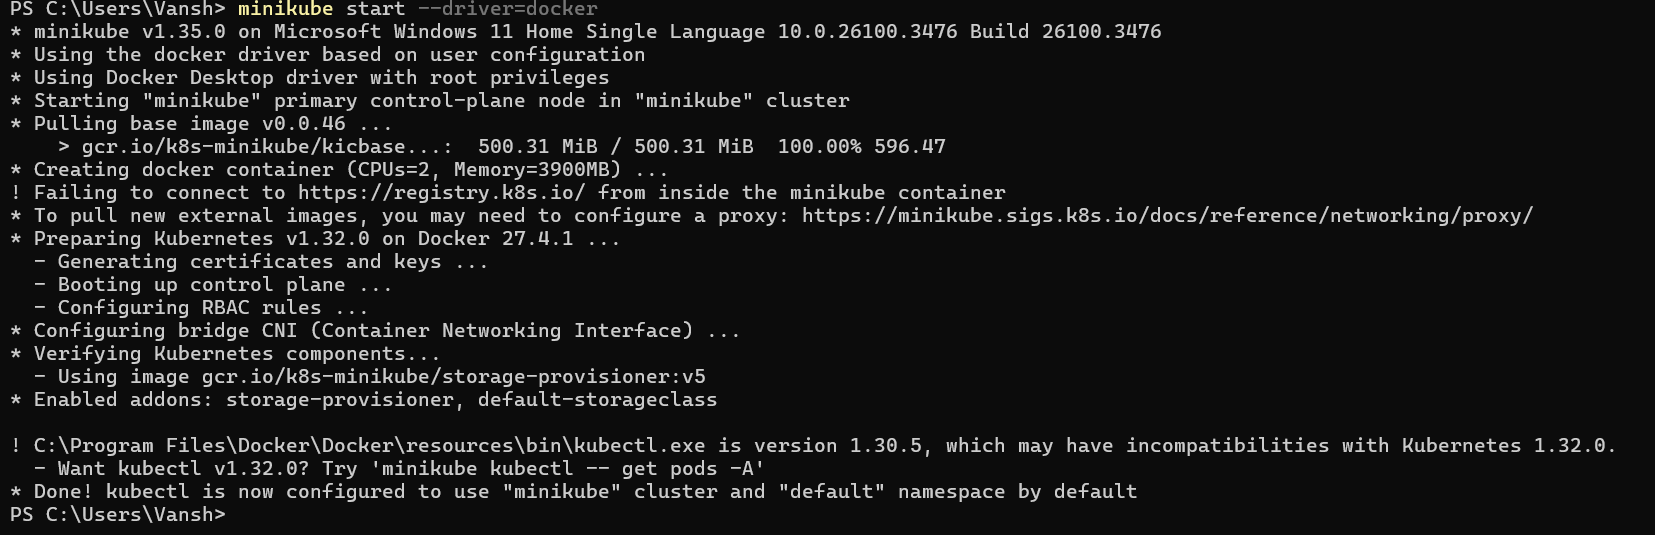 PS C:\Users\Vansh> minikube start --driver=docker
* minikube v1.35.0 on Microsoft Windows 11 Home Single Language 10.0.26100.3476 Build 26100.3476
* Using the docker driver based on user configuration
* Using Docker Desktop driver with root privileges
* Starting "minikube" primary control-plane node in "minikube" cluster
* Pulling base image v0.0.46 ...
    > gcr.io/k8s-minikube/kicbase...:  500.31 MiB / 500.31 MiB  100.00% 596.47
* Creating docker container (CPUs=2, Memory=3900MB) ...
! Failing to connect to https://registry.k8s.io/ from inside the minikube container
* To pull new external images, you may need to configure a proxy: https://minikube.sigs.k8s.io/docs/reference/networking/proxy/
* Preparing Kubernetes v1.32.0 on Docker 27.4.1 ...
  - Generating certificates and keys ...
  - Booting up control plane ...
  - Configuring RBAC rules ...
* Configuring bridge CNI (Container Networking Interface) ...
* Verifying Kubernetes components...
  - Using image gcr.io/k8s-minikube/storage-provisioner:v5
* Enabled addons: storage-provisioner, default-storageclass
! C:\Program Files\Docker\Docker\resources\bin\kubectl.exe is version 1.30.5, which may have incompatibilities with Kubernetes 1.32.0.
  - Want kubectl v1.32.0? Try 'minikube kubectl -- get pods -A'
* Done! kubectl is now configured to use "minikube" cluster and "default" namespace by default
PS C:\Users\Vansh>